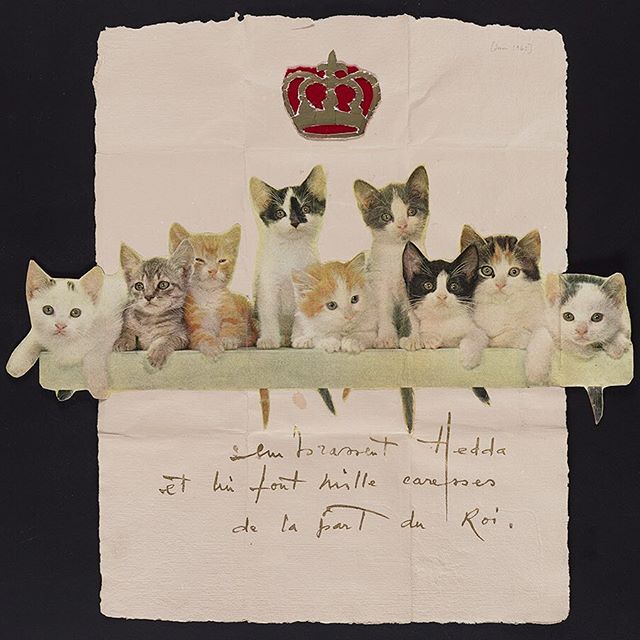 embrassent Hedda
et lui font mille caresses
de la part du Roi.